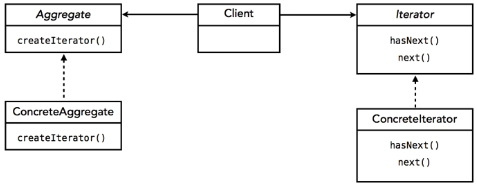 Aggregate
createIterator()
Client
Iterator
hasNext()
next()
ConcreteAggregate
createIterator()
ConcreteIterator
hasNext()
next()